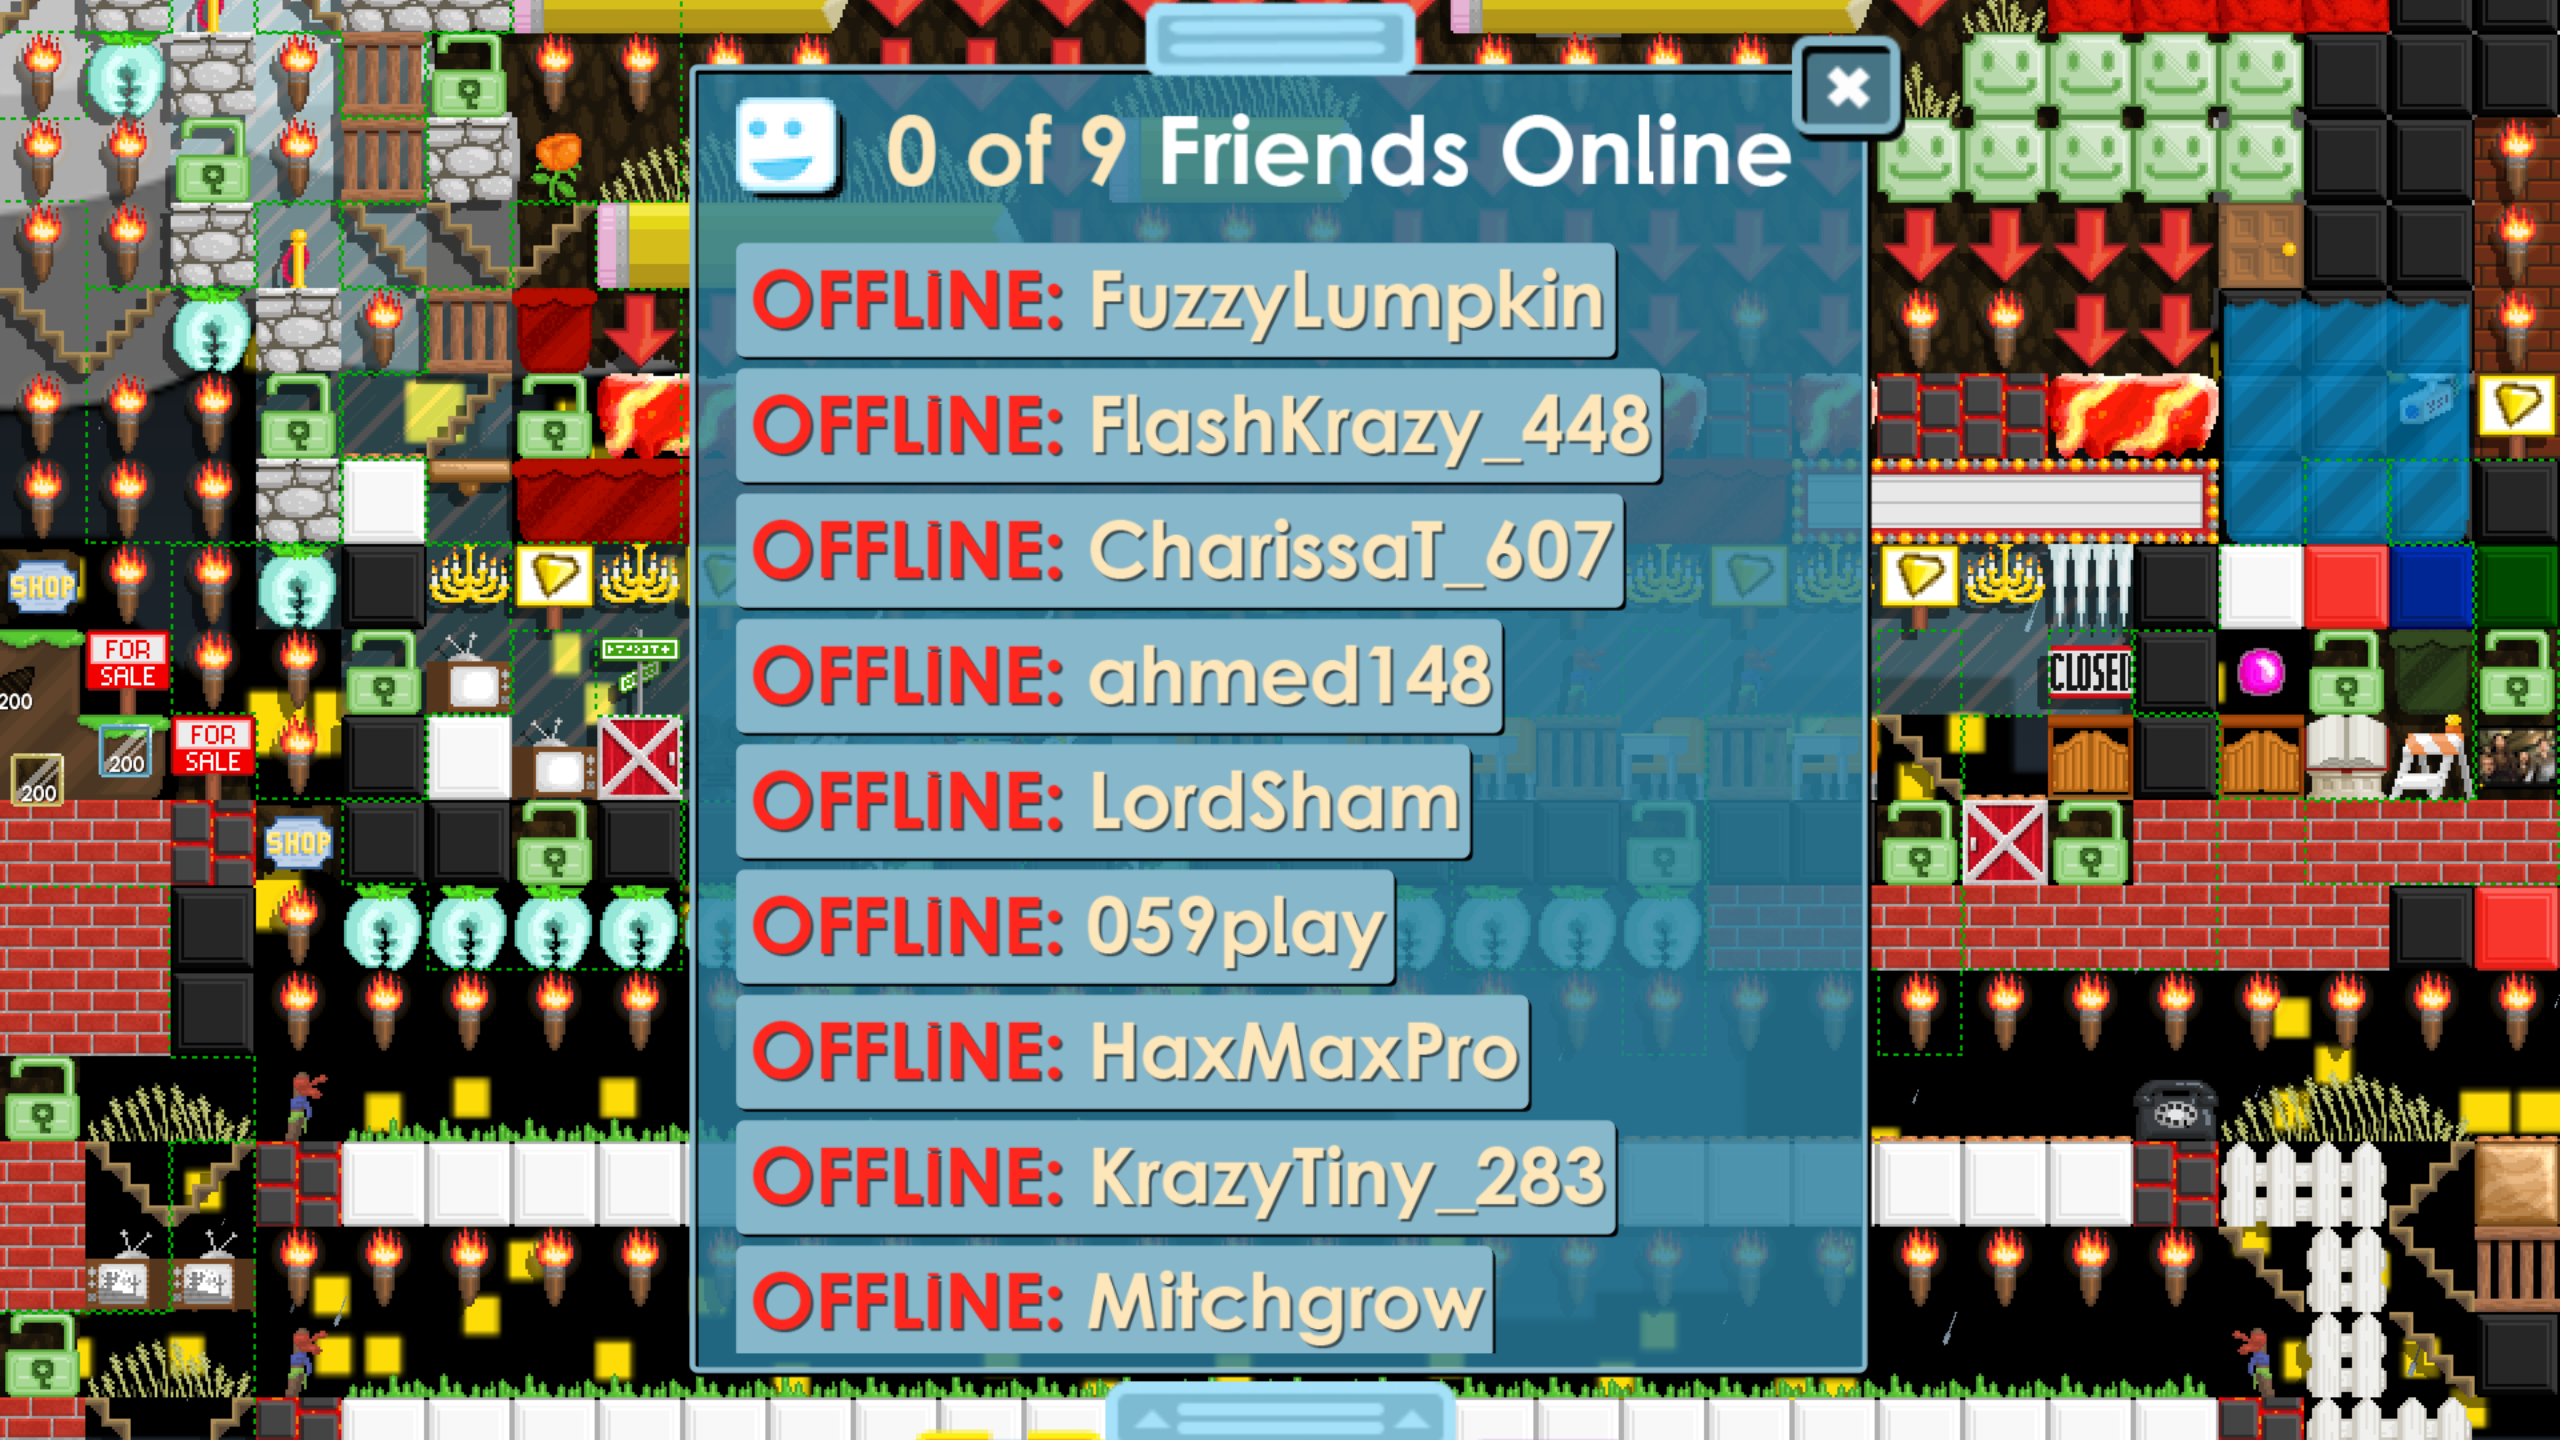 0 of 9 Friends Online
OFFLiNE: FuzzyLumpkin
OFFLiNE: FlashKrazy_448
OFFLiNE: CharissaT_607
OFFLiNE: ahmed148
OFFLiNE: LordSham
OFFLiNE: 059play
OFFLiNE: HaxMaxPro
OFFLiNE: KrazyTiny_283
OFFLiNE: Mitchgrow
SHOP
FOR
SALE
CLOSED
200
FOR
SALE
200
200
SHOP